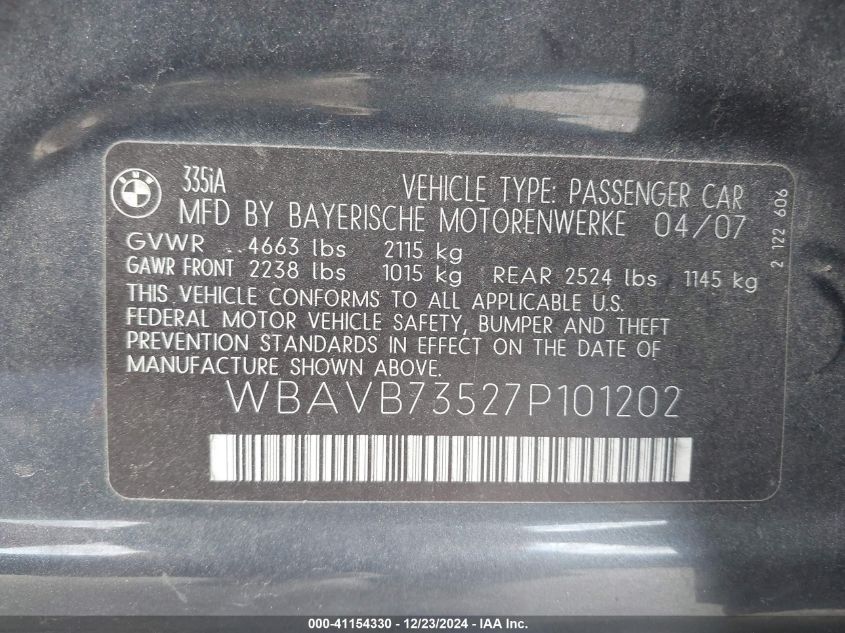 BMW
335iA
VEHICLE TYPE: PASSENGER CAR
MFD BY BAYERISCHE MOTORENWERKE 04/07
GVWR 4663 lbs 2115 kg
GAWR FRONT 2238 lbs 1015 kg REAR 2524 lbs 1145 kg
THIS VEHICLE CONFORMS TO ALL APPLICABLE U.S.
FEDERAL MOTOR VEHICLE SAFETY, BUMPER AND THEFT
PREVENTION STANDARDS IN EFFECT ON THE DATE OF
MANUFACTURE SHOWN ABOVE.
WBAVB73527P101202
2 122 606
000-41154330 - 12/23/2024 - IAA Inc.